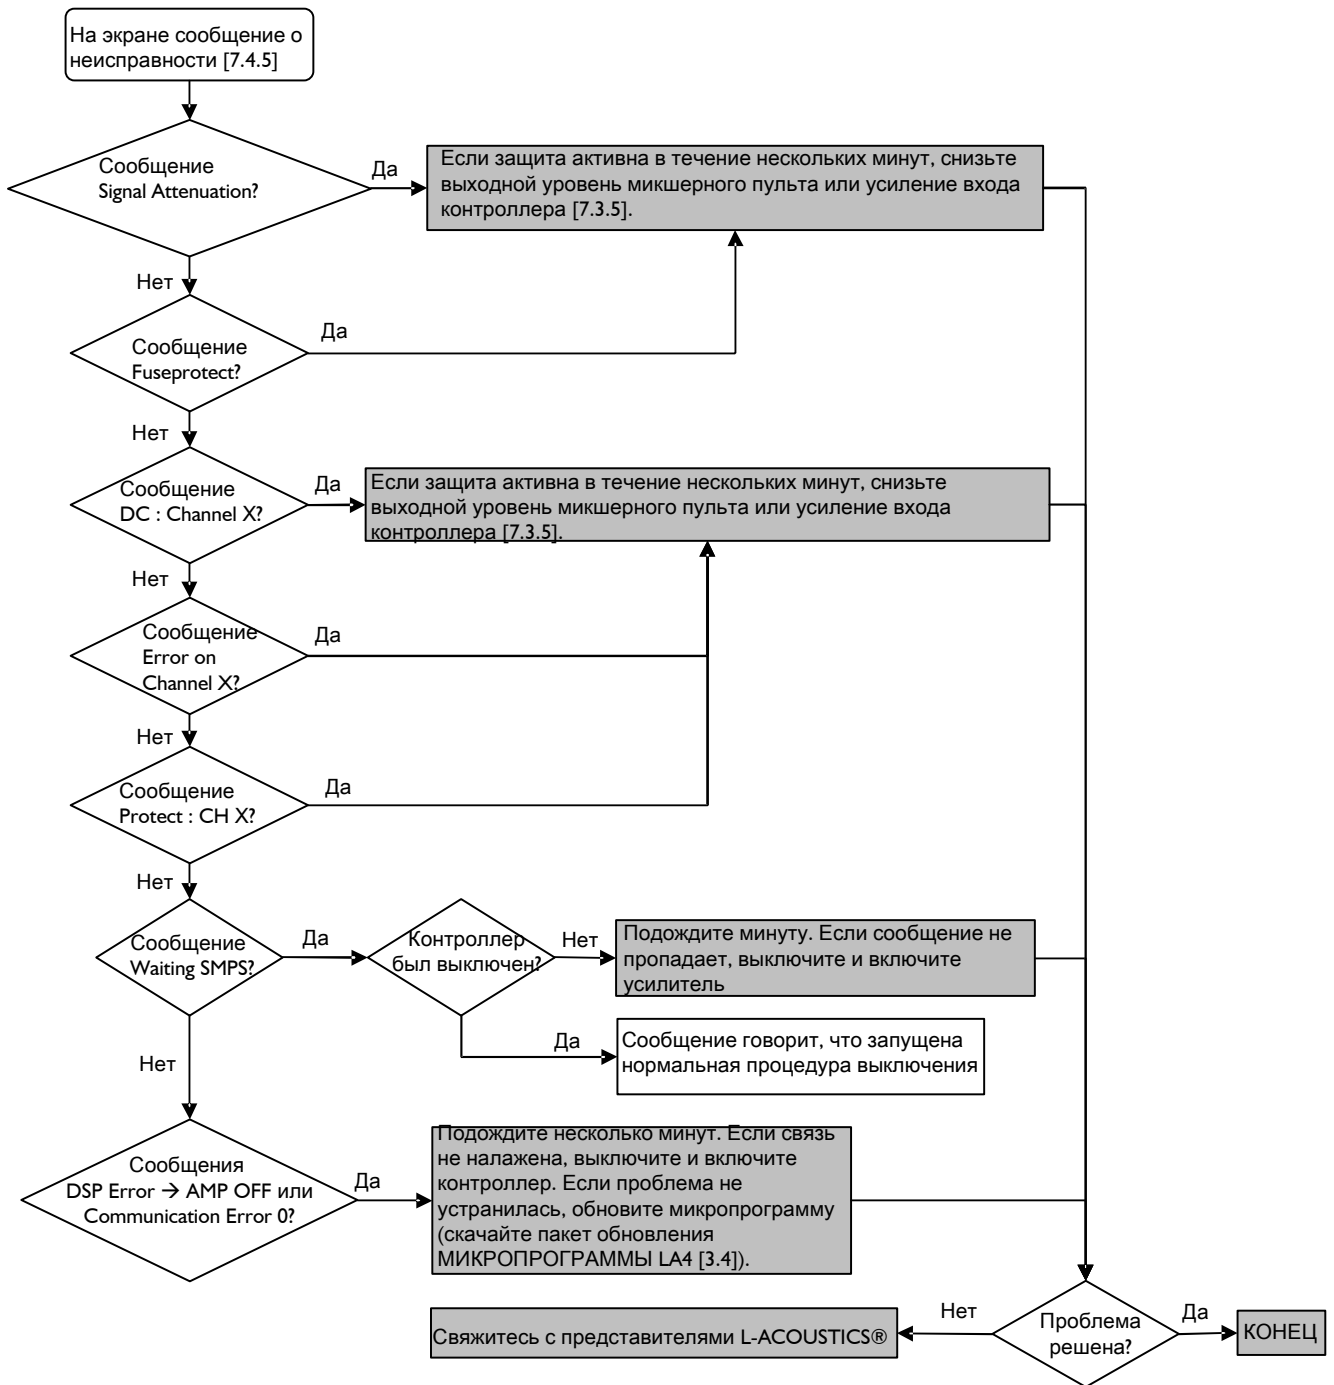 На экране сообщение о
неисправности [7.4.5]
Сообщение
Signal Attenuation?
Да
Если защита активна в течение нескольких минут, снизьте
выходной уровень микшерного пульта или усиление входа
контроллера [7.3.5].
Нет
Сообщение
Fuseprotect?
Да
Нет
Сообщение
DC : Channel X?
Да
Если защита активна в течение нескольких минут, снизьте
выходной уровень микшерного пульта или усиление входа
контроллера [7.3.5].
Нет
Сообщение
Error on
Channel X?
Да
Нет
Сообщение
Protect : CH X?
Да
Нет
Сообщение
Waiting SMPS?
Да
Контроллер
был выключен?
Нет
Подождите минуту. Если сообщение не
пропадает, выключите и включите
усилитель
Да
Сообщение говорит, что запущена
нормальная процедура выключения
Нет
Сообщения
DSP Error → AMP OFF или
Communication Error 0?
Да
Подождите несколько минут. Если связь
не налажена, выключите и включите
контроллер. Если проблема не
устранилась, обновите микропрограмму
(скачайте пакет обновления
МИКРОПРОГРАММЫ LA4 [3.4]).
Проблема
решена?
Нет
Свяжитесь с представителями L-ACOUSTICS®
Да
КОНЕЦ